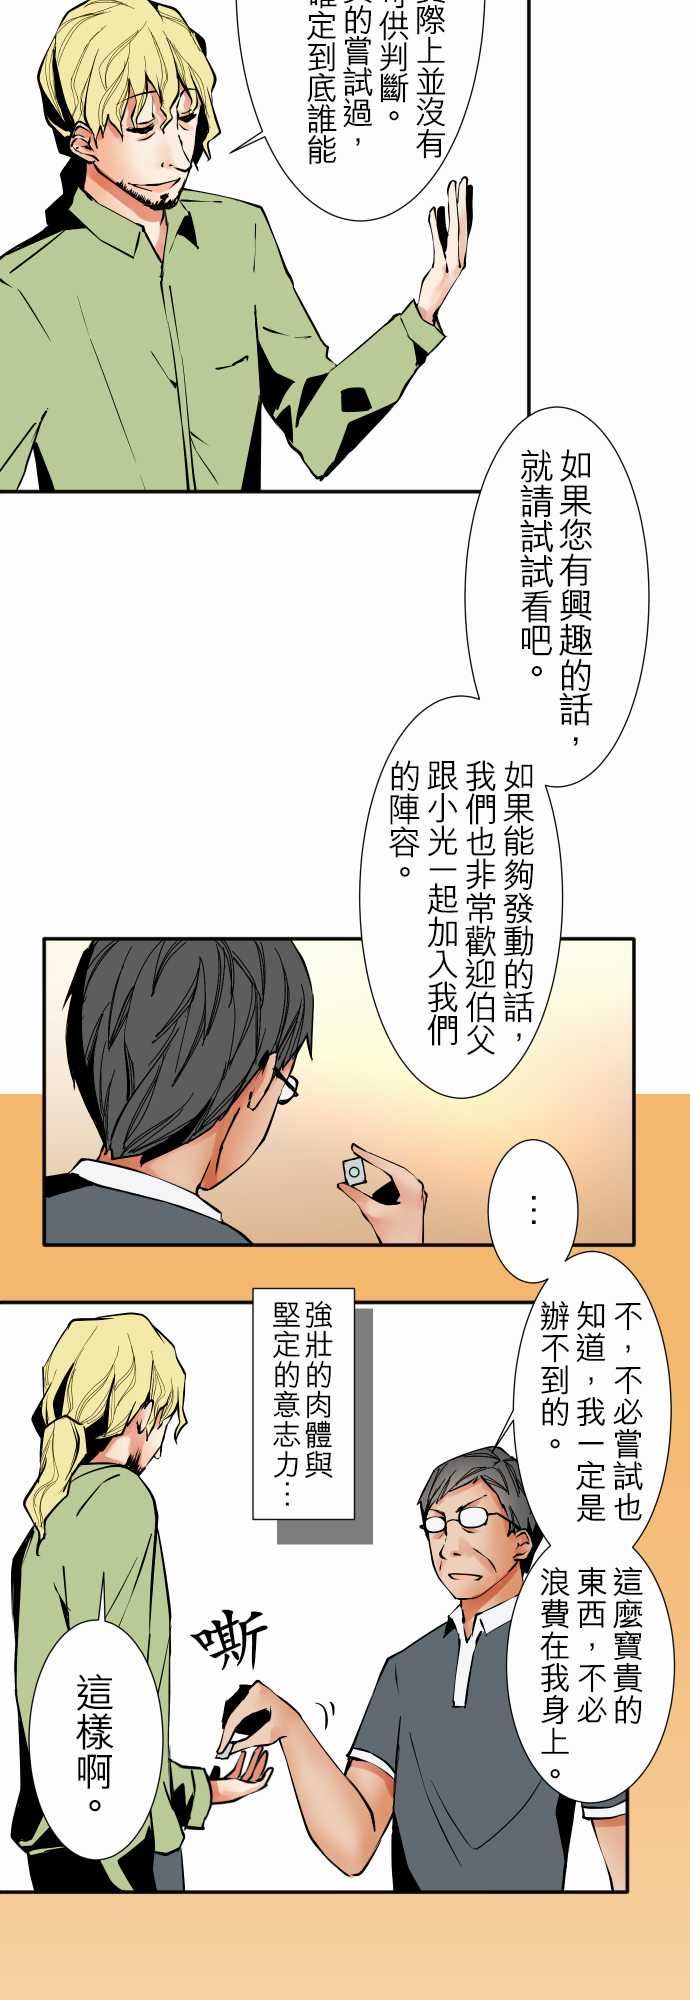 際上並沒有
供判斷。
的嘗試過，
定到底誰能
如果您有興趣的話，
就請試試看吧。
如果能夠發動的話，
我們也非常歡迎伯父
跟小光一起加入我們
的陣容。
…
不，不必嘗試也
知道，我一定是
辦不到的。
強壯的肉體與
堅定的意志力…
這麼寶貴的
東西，不必
浪費在我身上。
嘶
這樣啊。